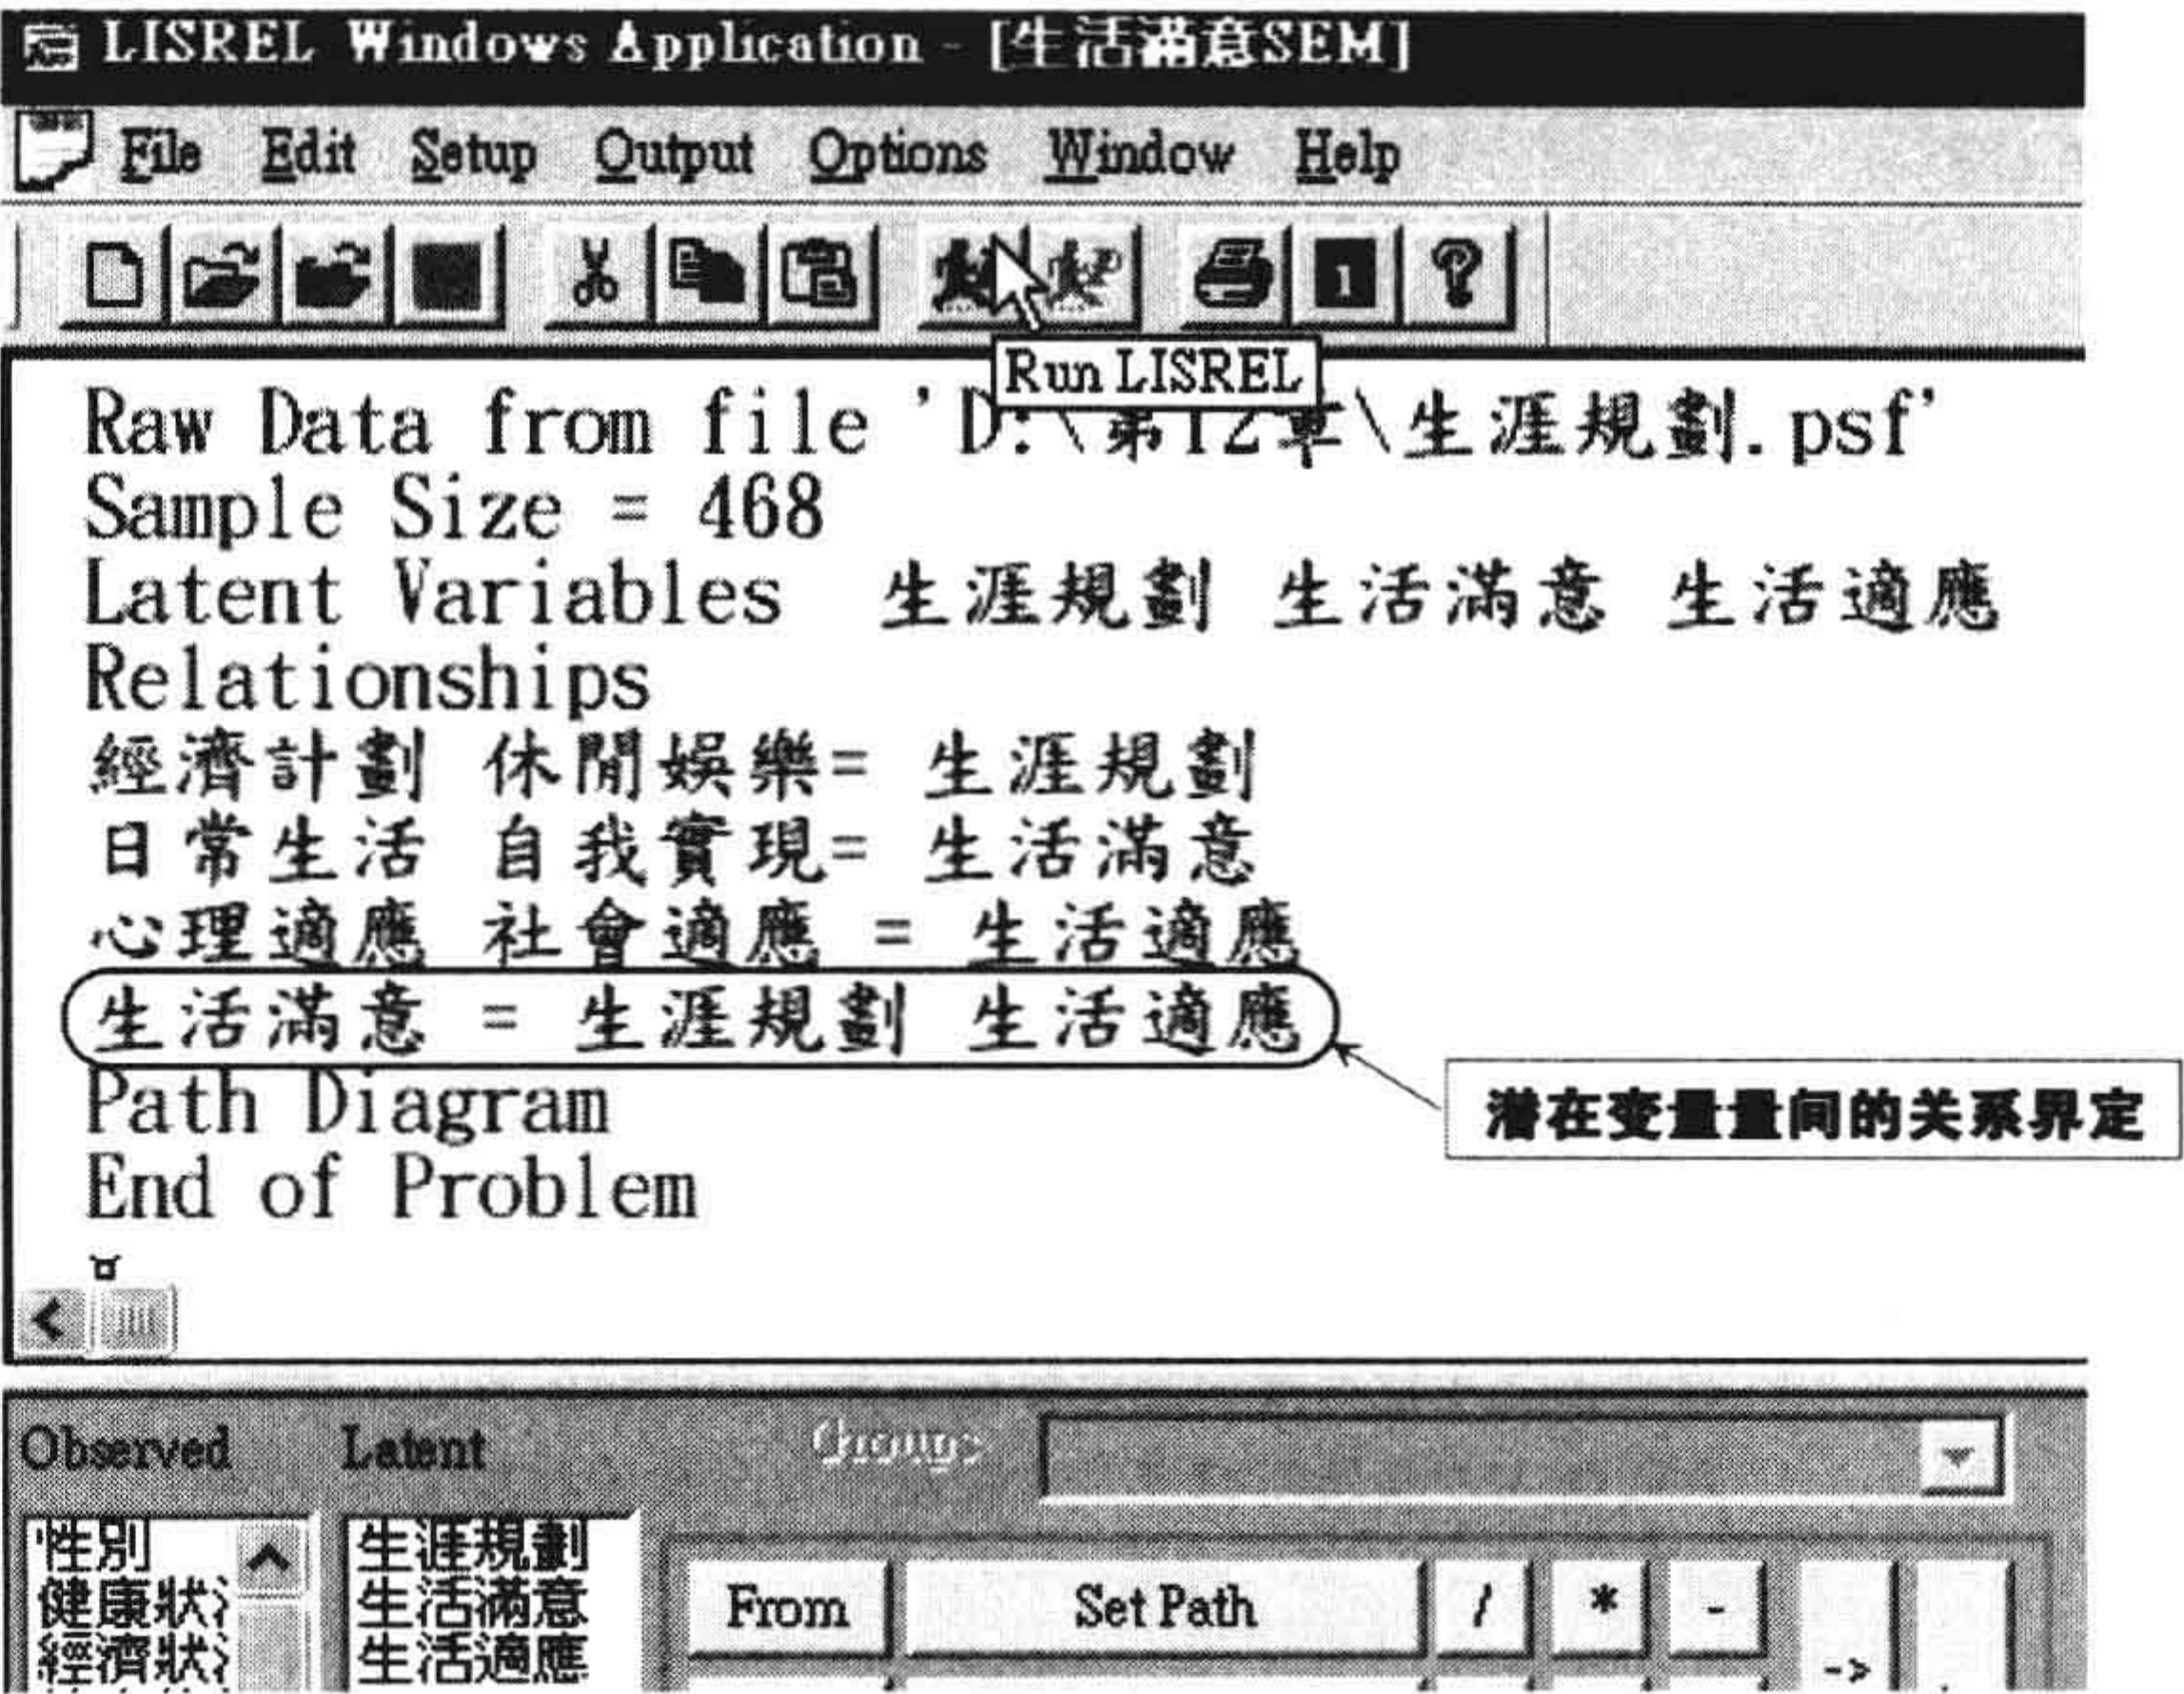 LISREL Windows Application - [生活滿意SEM]
File Edit Setup Output Options Window Help
Run LISREL
Raw Data from file 'D:\第12章\生涯規劃.psf'
Sample Size = 468
Latent Variables 生涯規劃 生活滿意 生活適應
Relationships
經濟計劃 休閒娛樂= 生涯規劃
日常生活 自我實現= 生活滿意
心理適應 社會適應 = 生活適應
生活滿意 = 生涯規劃 生活適應
潜在变量量间的关系界定
Path Diagram
End of Problem
Observed Latent Groups
性別 生涯規劃
健康狀 生活滿意
From Set Path / * -
經濟狀 生活適應
->